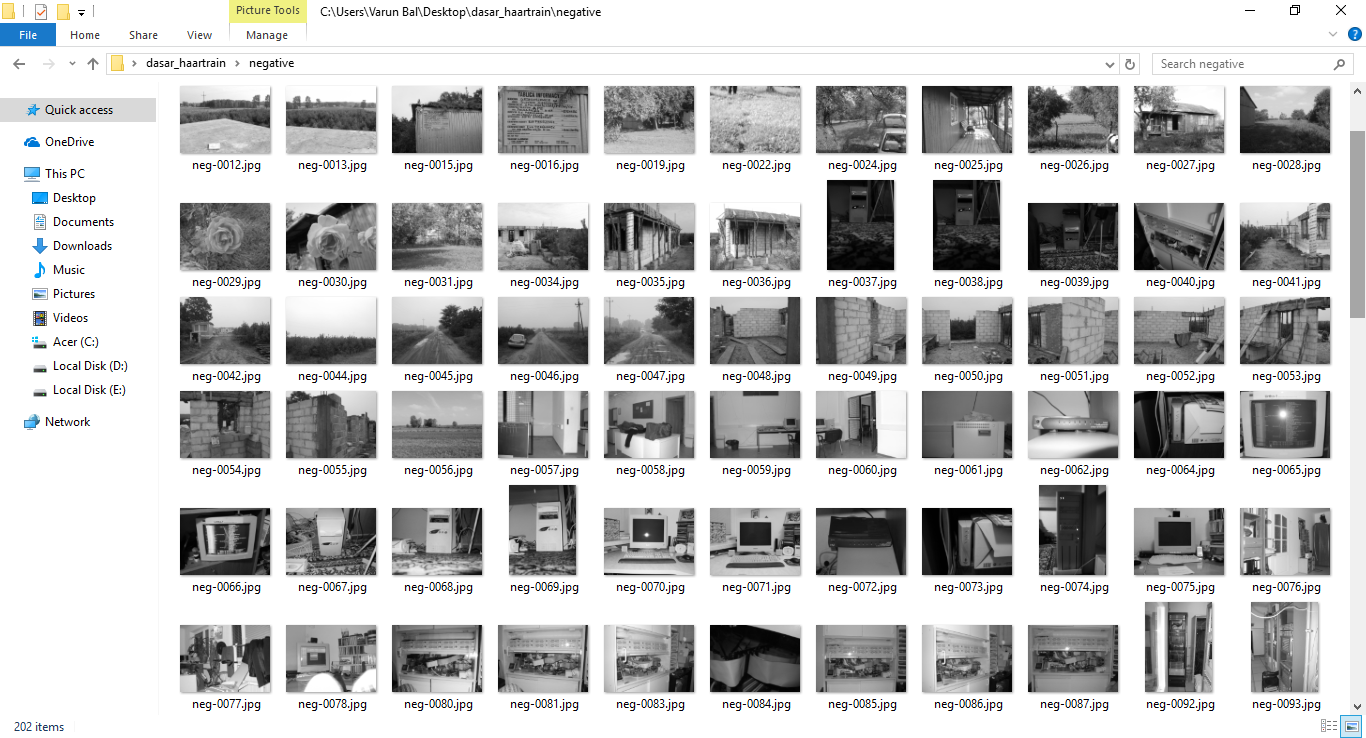 Picture Tools
C:\Users\Varun Bal\Desktop\dasar_haartrain\negative
File Home Share View Manage
dasar_haartrain negative
Search negative
Quick access
OneDrive
This PC
Desktop
Documents
Downloads
Music
Pictures
Videos
Acer (C:)
Local Disk (D:)
Local Disk (E:)
Network
neg-0012.jpg neg-0013.jpg neg-0015.jpg neg-0016.jpg neg-0019.jpg neg-0022.jpg neg-0024.jpg neg-0025.jpg neg-0026.jpg neg-0027.jpg neg-0028.jpg
neg-0029.jpg neg-0030.jpg neg-0031.jpg neg-0034.jpg neg-0035.jpg neg-0036.jpg neg-0037.jpg neg-0038.jpg neg-0039.jpg neg-0040.jpg neg-0041.jpg
neg-0042.jpg neg-0044.jpg neg-0045.jpg neg-0046.jpg neg-0047.jpg neg-0048.jpg neg-0049.jpg neg-0050.jpg neg-0051.jpg neg-0052.jpg neg-0053.jpg
neg-0054.jpg neg-0055.jpg neg-0056.jpg neg-0057.jpg neg-0058.jpg neg-0059.jpg neg-0060.jpg neg-0061.jpg neg-0062.jpg neg-0064.jpg neg-0065.jpg
neg-0066.jpg neg-0067.jpg neg-0068.jpg neg-0069.jpg neg-0070.jpg neg-0071.jpg neg-0072.jpg neg-0073.jpg neg-0074.jpg neg-0075.jpg neg-0076.jpg
neg-0077.jpg neg-0078.jpg neg-0080.jpg neg-0081.jpg neg-0083.jpg neg-0084.jpg neg-0085.jpg neg-0086.jpg neg-0087.jpg neg-0092.jpg neg-0093.jpg
202 items